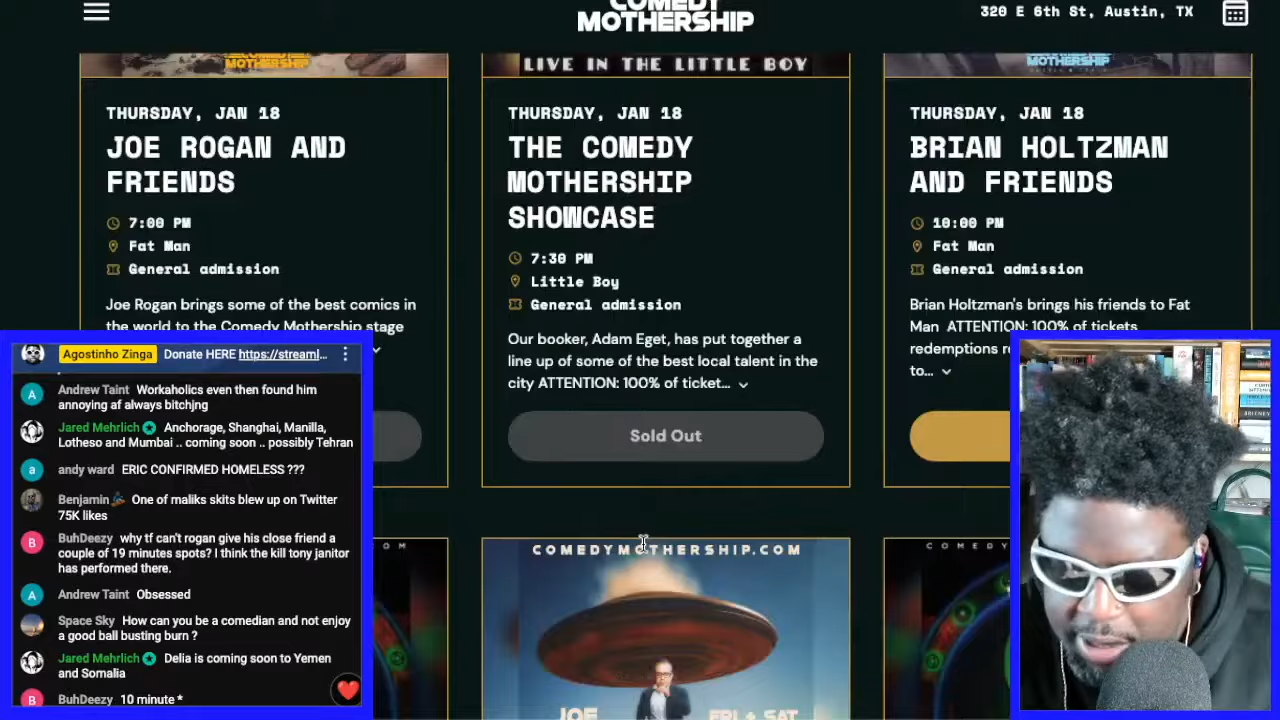 COMEDY
MOTHERSHIP
320 E 6th St, Austin, TX
COMEDY
MOTHERSHIP
LIVE IN THE LITTLE BOY
MOTHERSHIP
THURSDAY, JAN 18
JOE ROGAN AND
FRIENDS
7:00 PM
Fat Man
General admission
Joe Rogan brings some of the best comics in
the world to the Comedy Mothership stage
THURSDAY, JAN 18
THE COMEDY
MOTHERSHIP
SHOWCASE
7:30 PM
Little Boy
General admission
Our booker, Adam Eget, has put together a
line up of some of the best local talent in the
city ATTENTION: 100% of ticket...
Sold Out
THURSDAY, JAN 18
BRIAN HOLTZMAN
AND FRIENDS
10:00 PM
Fat Man
General admission
Brian Holtzman's brings his friends to Fat
Man ATTENTION: 100% of tickets
redemptions
to...
COMEDYMOTHERSHIP.COM
JOE
FRI + SAT
Agostinho Zinga Donate HERE https://streaml...
Andrew Taint Workaholics even then found him
annoying af always bitchjng
Jared Mehrlich Anchorage, Shanghai, Manilla,
Lotheso and Mumbai .. coming soon .. possibly Tehran
andy ward ERIC CONFIRMED HOMELESS ???
Benjamin One of maliks skits blew up on Twitter
75K likes
BuhDeezy why tf can't rogan give his close friend a
couple of 19 minutes spots? I think the kill tony janitor
has performed there.
Andrew Taint Obsessed
Space Sky How can you be a comedian and not enjoy
a good ball busting burn ?
Jared Mehrlich Delia is coming soon to Yemen
and Somalia
BuhDeezy 10 minute *